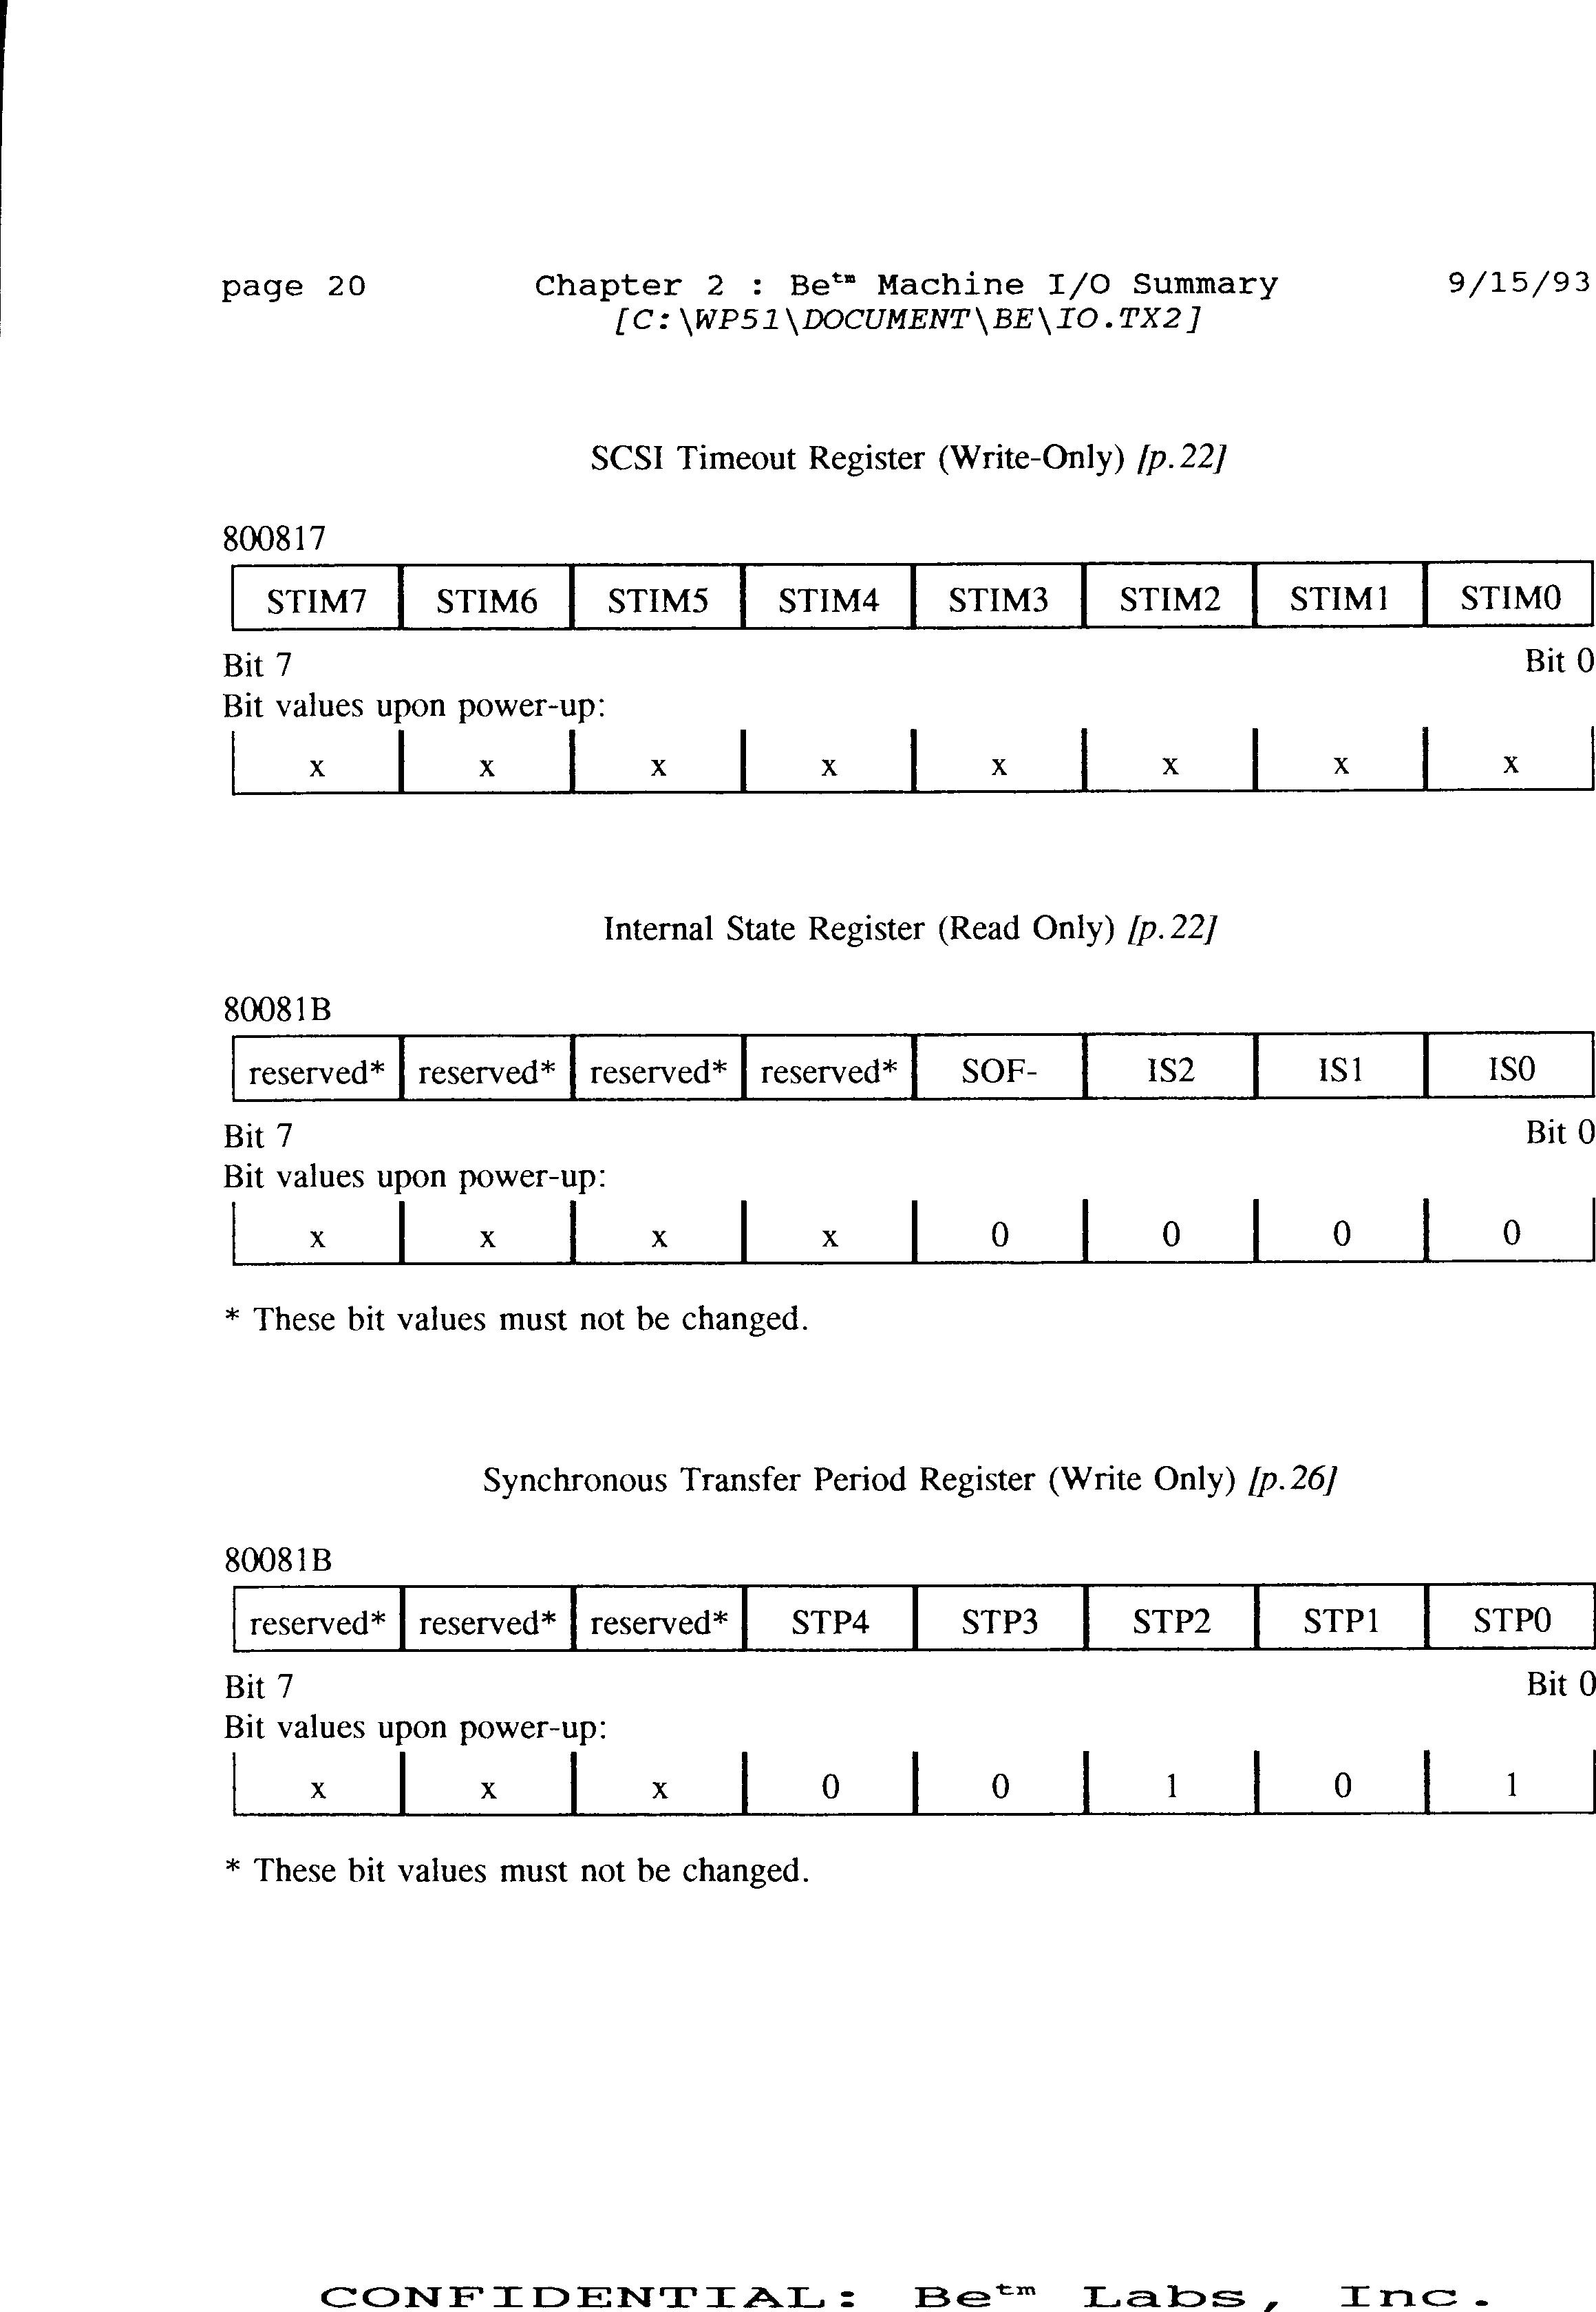 page 20 Chapter 2 : Be™ Machine I/O Summary 9/15/93
[C:\WP51\DOCUMENT\BE\IO.TX2]
SCSI Timeout Register (Write-Only) [p.22]
800817
STIM7 STIM6 STIM5 STIM4 STIM3 STIM2 STIM1 STIM0
Bit 7 Bit 0
Bit values upon power-up:
x x x x x x x x
Internal State Register (Read Only) [p.22]
80081B
reserved* reserved* reserved* reserved* SOF- IS2 IS1 IS0
Bit 7 Bit 0
Bit values upon power-up:
x x x x 0 0 0 0
* These bit values must not be changed.
Synchronous Transfer Period Register (Write Only) [p.26]
80081B
reserved* reserved* reserved* STP4 STP3 STP2 STP1 STP0
Bit 7 Bit 0
Bit values upon power-up:
x x x 0 0 1 0 1
* These bit values must not be changed.
CONFIDENTIAL: Be™ Labs, Inc.